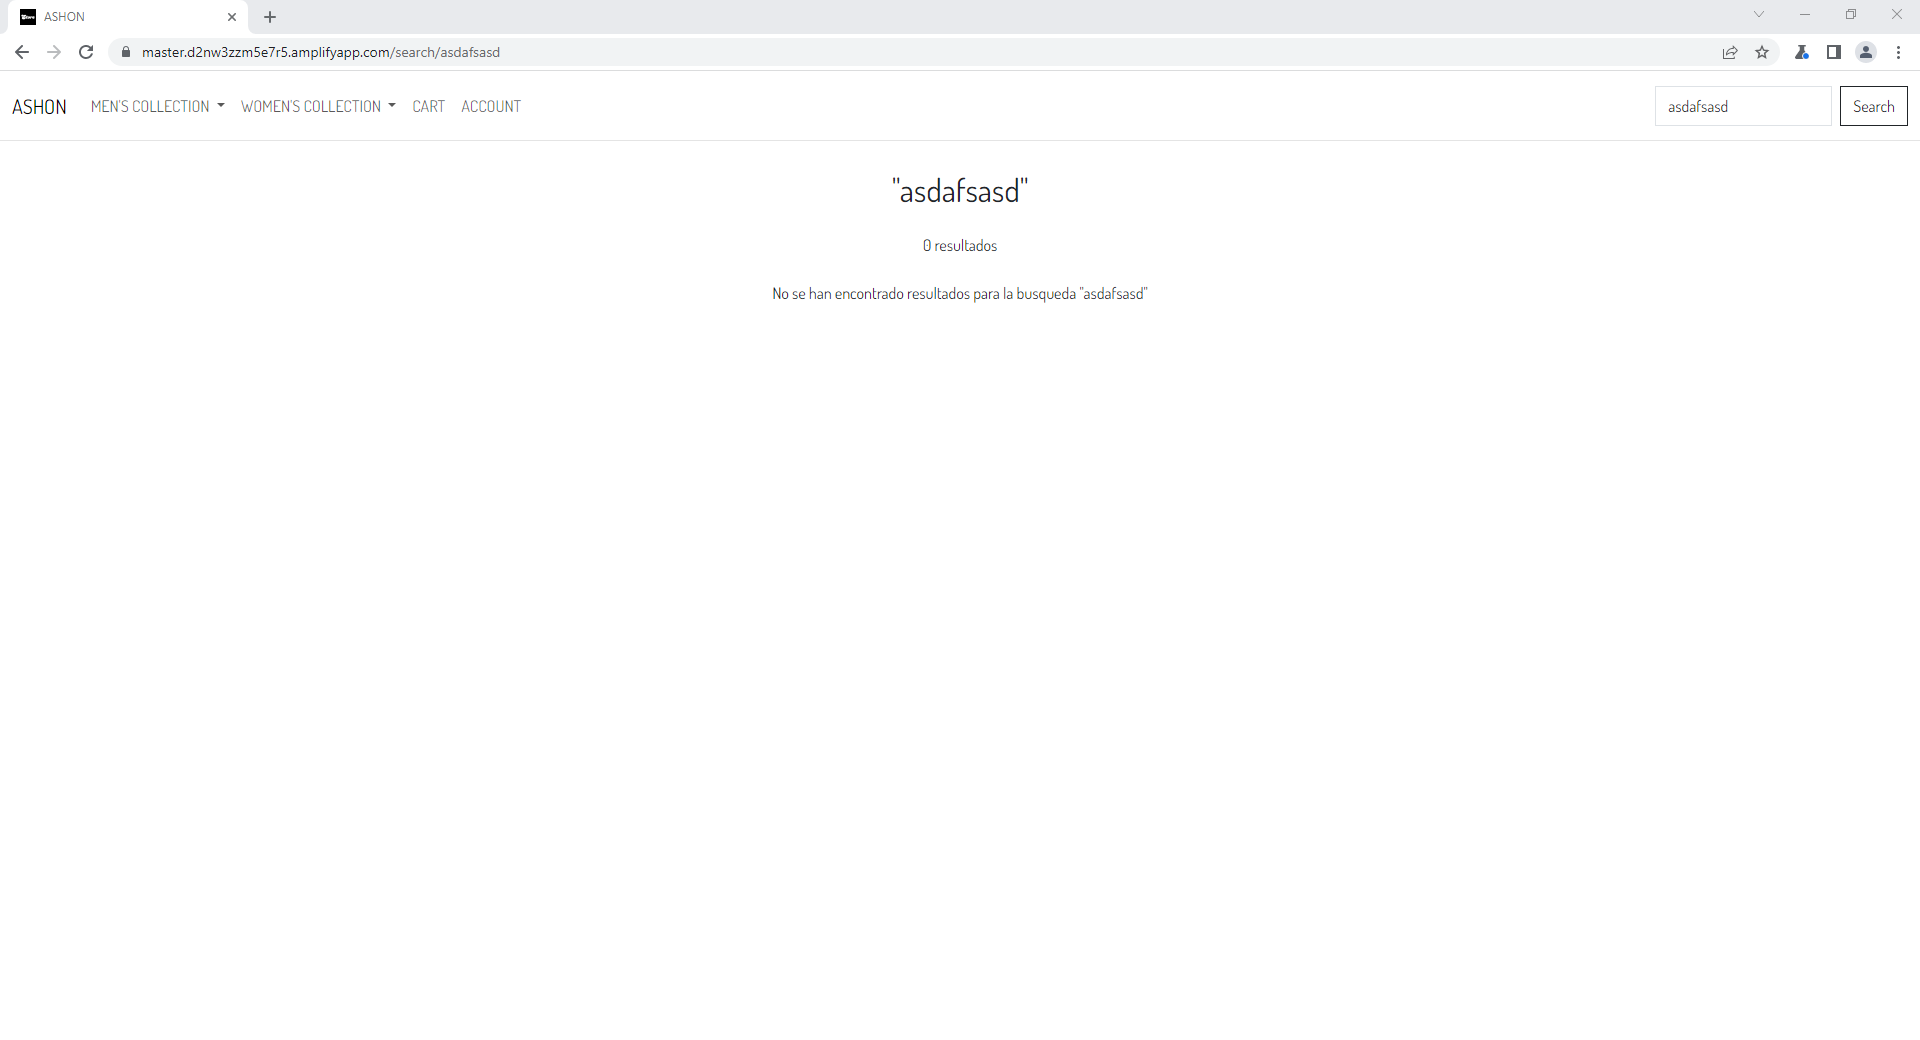 ASHON
master.d2nw3zzm5e7r5.amplifyapp.com/search/asdafsasd
ASHON MEN'S COLLECTION WOMEN'S COLLECTION CART ACCOUNT asdafsasd Search
"asdafsasd"
0 resultados
No se han encontrado resultados para la busqueda "asdafsasd"